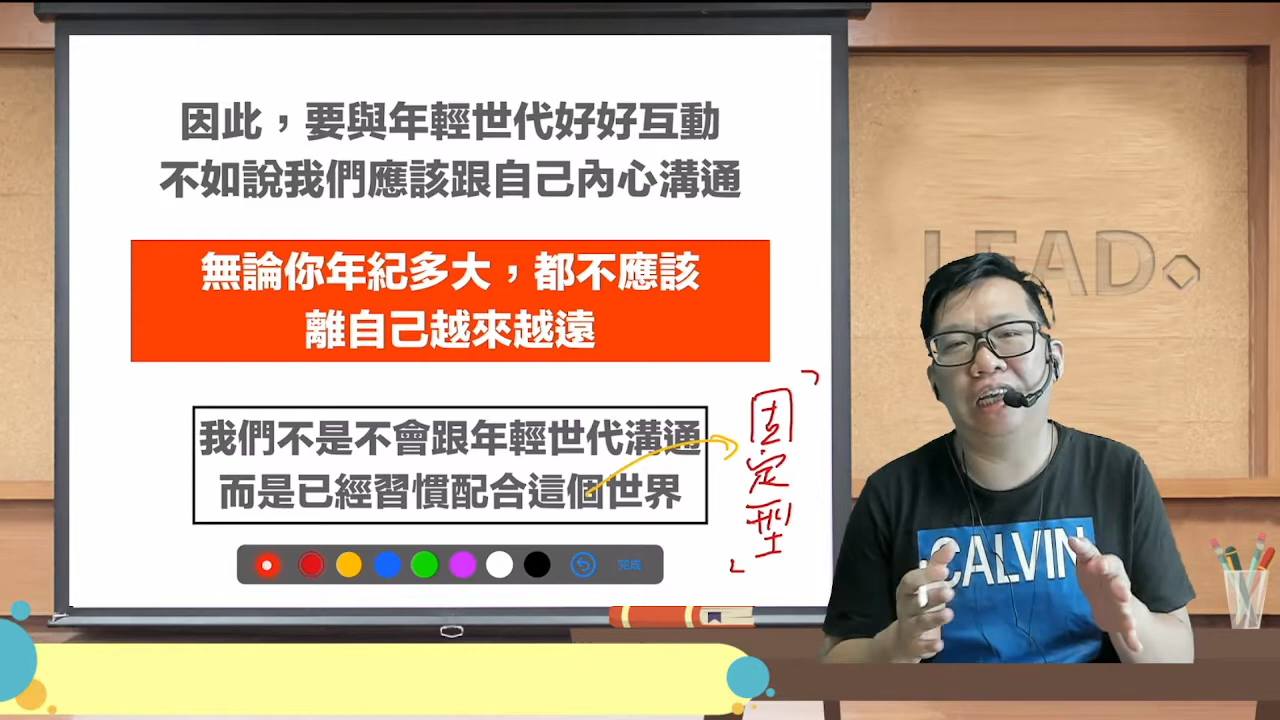 因此，要與年輕世代好好互動
不如說我們應該跟自己內心溝通
無論你年紀多大，都不應該
離自己越來越遠
我們不是不會跟年輕世代溝通
而是已經習慣配合這個世界
「固定型」
完成
LEAD
CALVIN